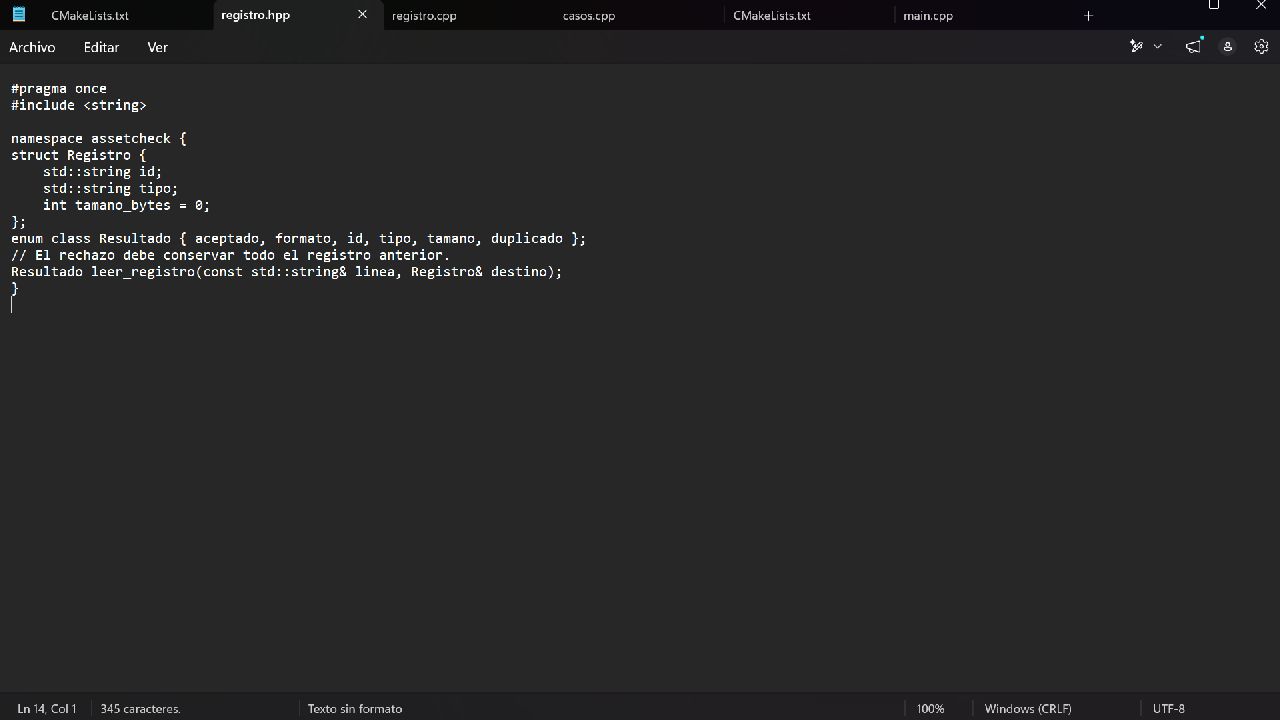 CMakeLists.txt registro.hpp registro.cpp casos.cpp CMakeLists.txt main.cpp
Archivo Editar Ver
#pragma once
#include <string>
namespace assetcheck {
struct Registro {
    std::string id;
    std::string tipo;
    int tamano_bytes = 0;
};
enum class Resultado { aceptado, formato, id, tipo, tamano, duplicado };
// El rechazo debe conservar todo el registro anterior.
Resultado leer_registro(const std::string& linea, Registro& destino);
}
Ln 14, Col 1 345 caracteres. Texto sin formato 100% Windows (CRLF) UTF-8